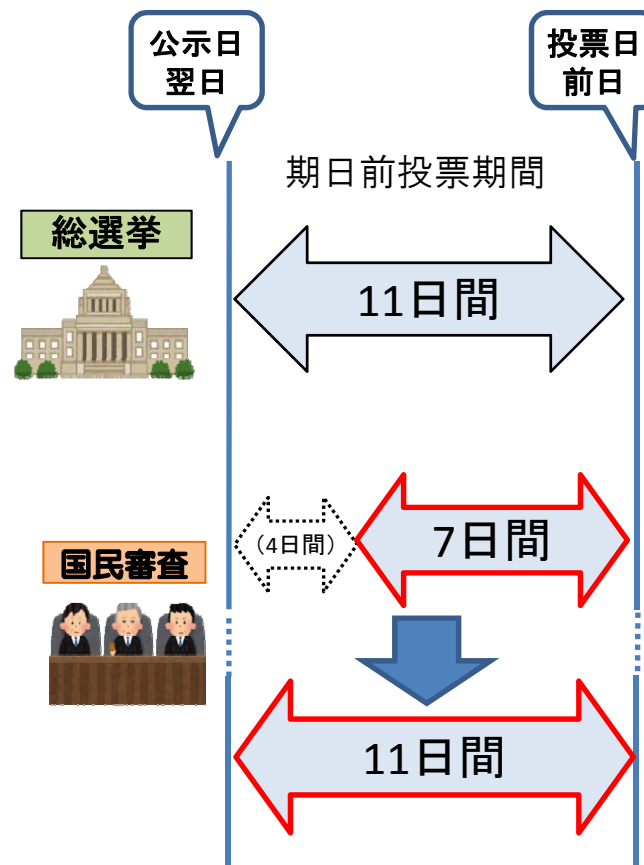 公示日
翌日
投票日
前日
期日前投票期間
総選挙
11日間
（4日間）
7日間
国民審査
11日間